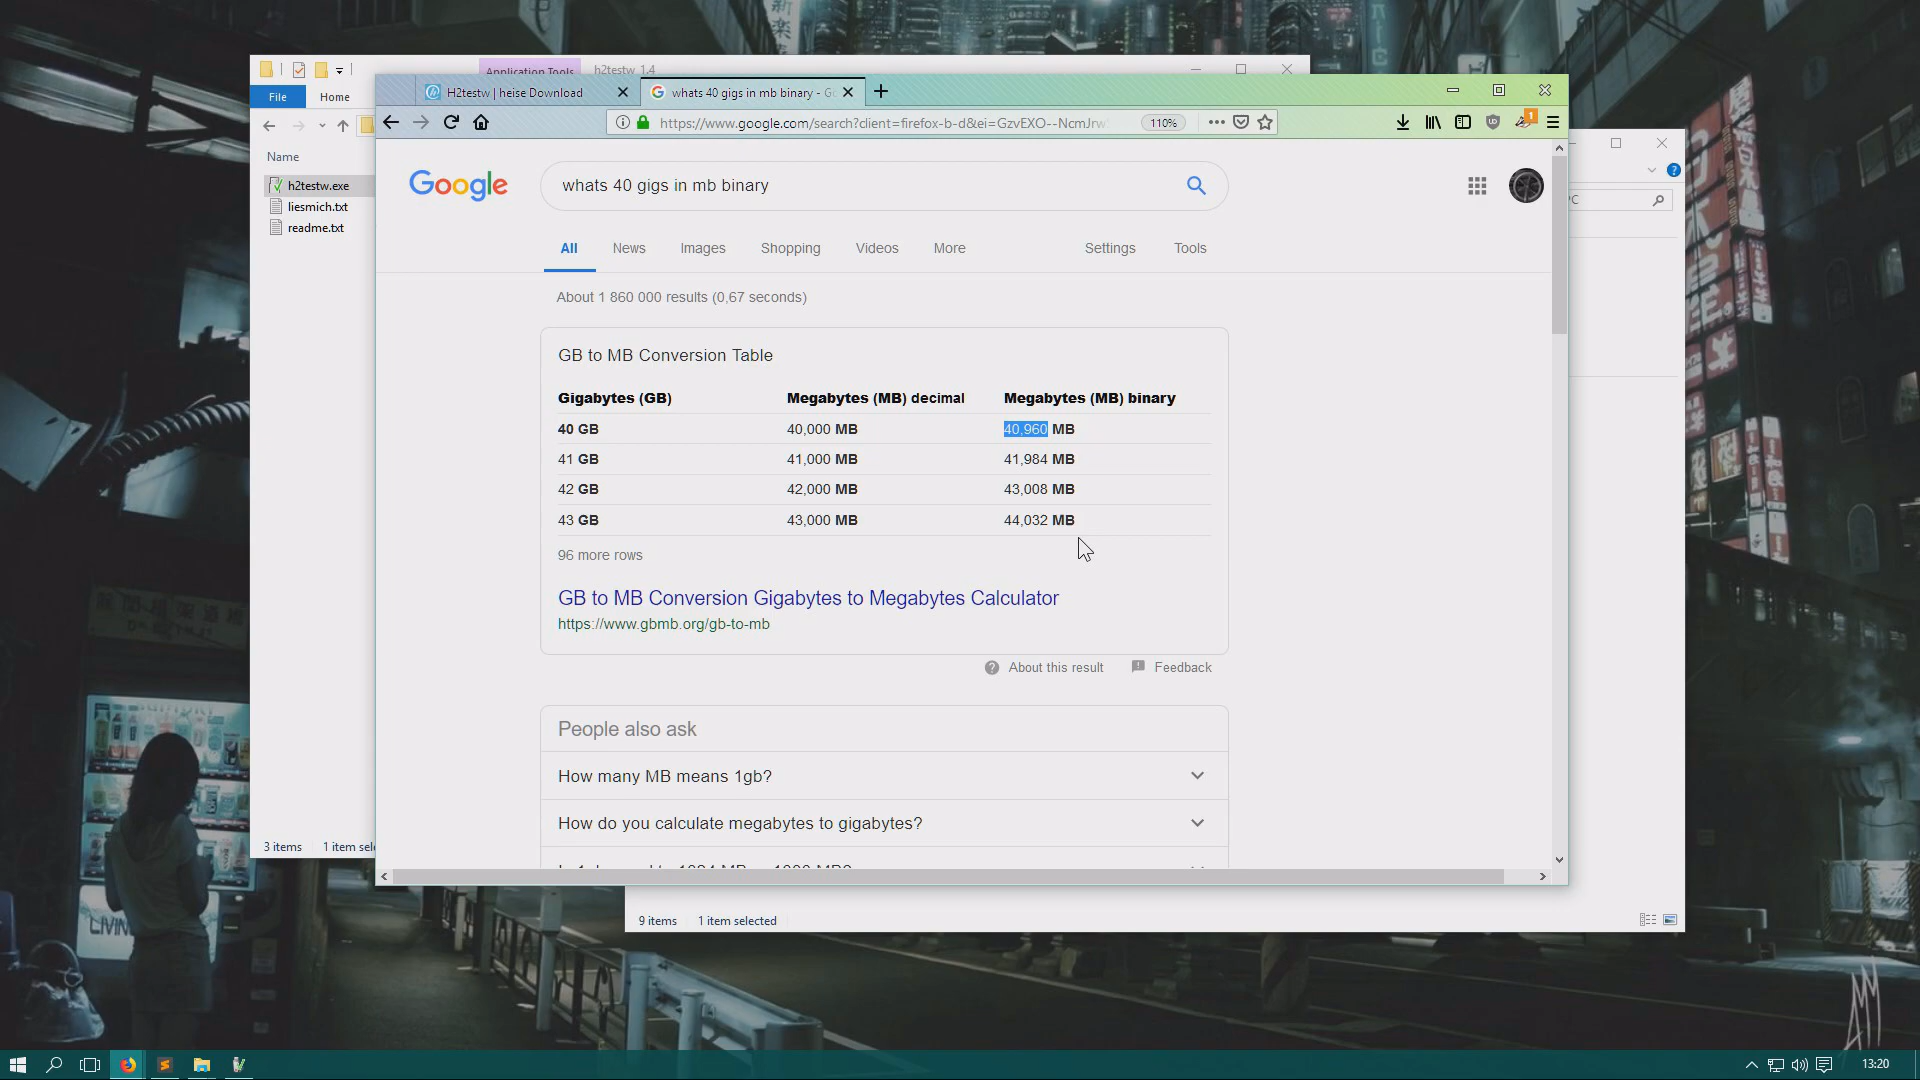 Application Tools
h2testw_1.4
File
Home
Name
h2testw.exe
liesmich.txt
readme.txt
3 items
H2testw | heise Download
whats 40 gigs in mb binary - G
https://www.google.com/search?client=firefox-b-d&ei=GzvEXO--NcmJrw
110%
1
Google
whats 40 gigs in mb binary
All
News
Images
Shopping
Videos
More
Settings
Tools
About 1 860 000 results (0,67 seconds)
GB to MB Conversion Table
Gigabytes (GB) Megabytes (MB) decimal Megabytes (MB) binary
40 GB 40,000 MB 40,960 MB
41 GB 41,000 MB 41,984 MB
42 GB 42,000 MB 43,008 MB
43 GB 43,000 MB 44,032 MB
96 more rows
GB to MB Conversion Gigabytes to Megabytes Calculator
https://www.gbmb.org/gb-to-mb
About this result
Feedback
People also ask
How many MB means 1gb?
How do you calculate megabytes to gigabytes?
9 items
1 item selected
LIVIN
13:20